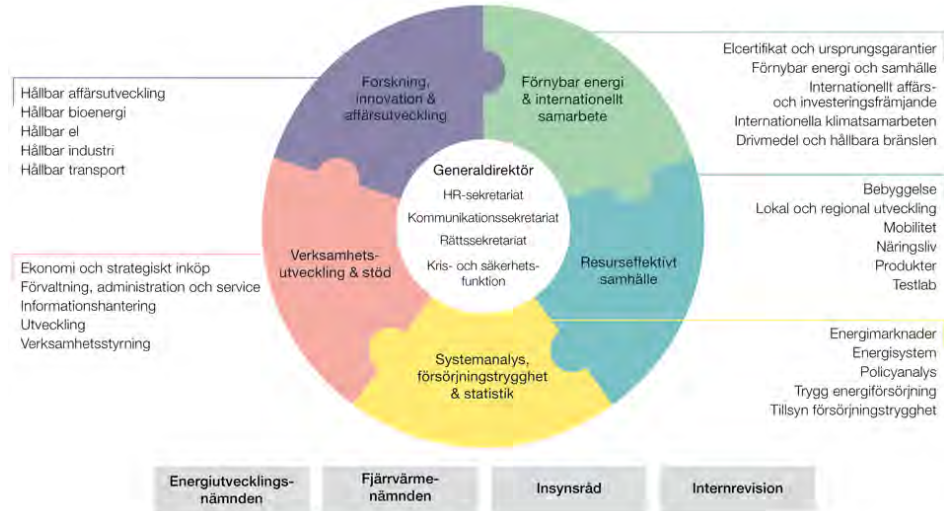 Forskning,
innovation &
affärsutveckling
Hållbar affärsutveckling
Hållbar bioenergi
Hållbar el
Hållbar industri
Hållbar transport
Förnybar energi
& internationellt
samarbete
Elcertifikat och ursprungsgarantier
Förnybar energi och samhälle
Internationellt affärs-
och investeringsfrämjande
Internationella klimatsamarbeten
Drivmedel och hållbara bränslen
Generaldirektör
HR-sekretariat
Kommunikationssekretariat
Rättssekretariat
Kris- och säkerhets-
funktion
Verksamhets-
utveckling & stöd
Ekonomi och strategiskt inköp
Förvaltning, administration och service
Informationshantering
Utveckling
Verksamhetsstyrning
Resurseffektivt
samhälle
Bebyggelse
Lokal och regional utveckling
Mobilitet
Näringsliv
Produkter
Testlab
Systemanalys,
försörjningstrygghet
& statistik
Energimarknader
Energisystem
Policyanalys
Trygg energiförsörjning
Tillsyn försörjningstrygghet
Energiutvecklings-
nämnden
Fjärrvärme-
nämnden
Insynsråd
Internrevision